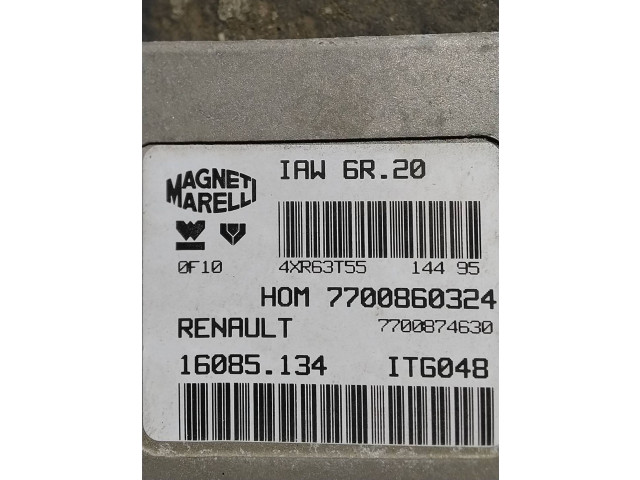 MAGNETI
MARELLI
IAW 6R.20
0F10
4XR63T55 144 95
HOM 7700860324
RENAULT 7700874630
16085.134 ITG048